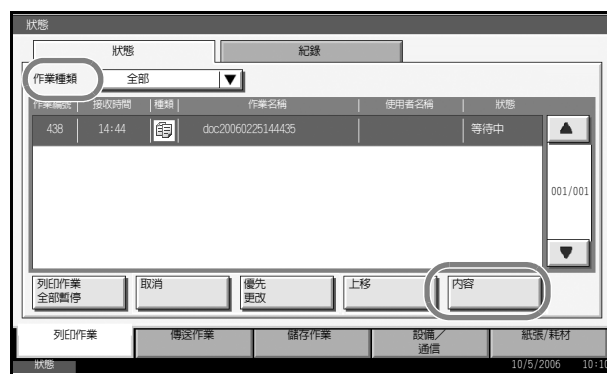 狀態
狀態 紀錄
作業種類 全部
作業編號 接收時間 種類 作業名稱 使用者名稱 狀態
438 14:44 doc20060225144435 等待中
001/001
列印作業 取消 優先 上移 內容
全部暫停 更改
列印作業 傳送作業 儲存作業 設備/ 紙張/耗材
通信
狀態 10/5/2006 10:10